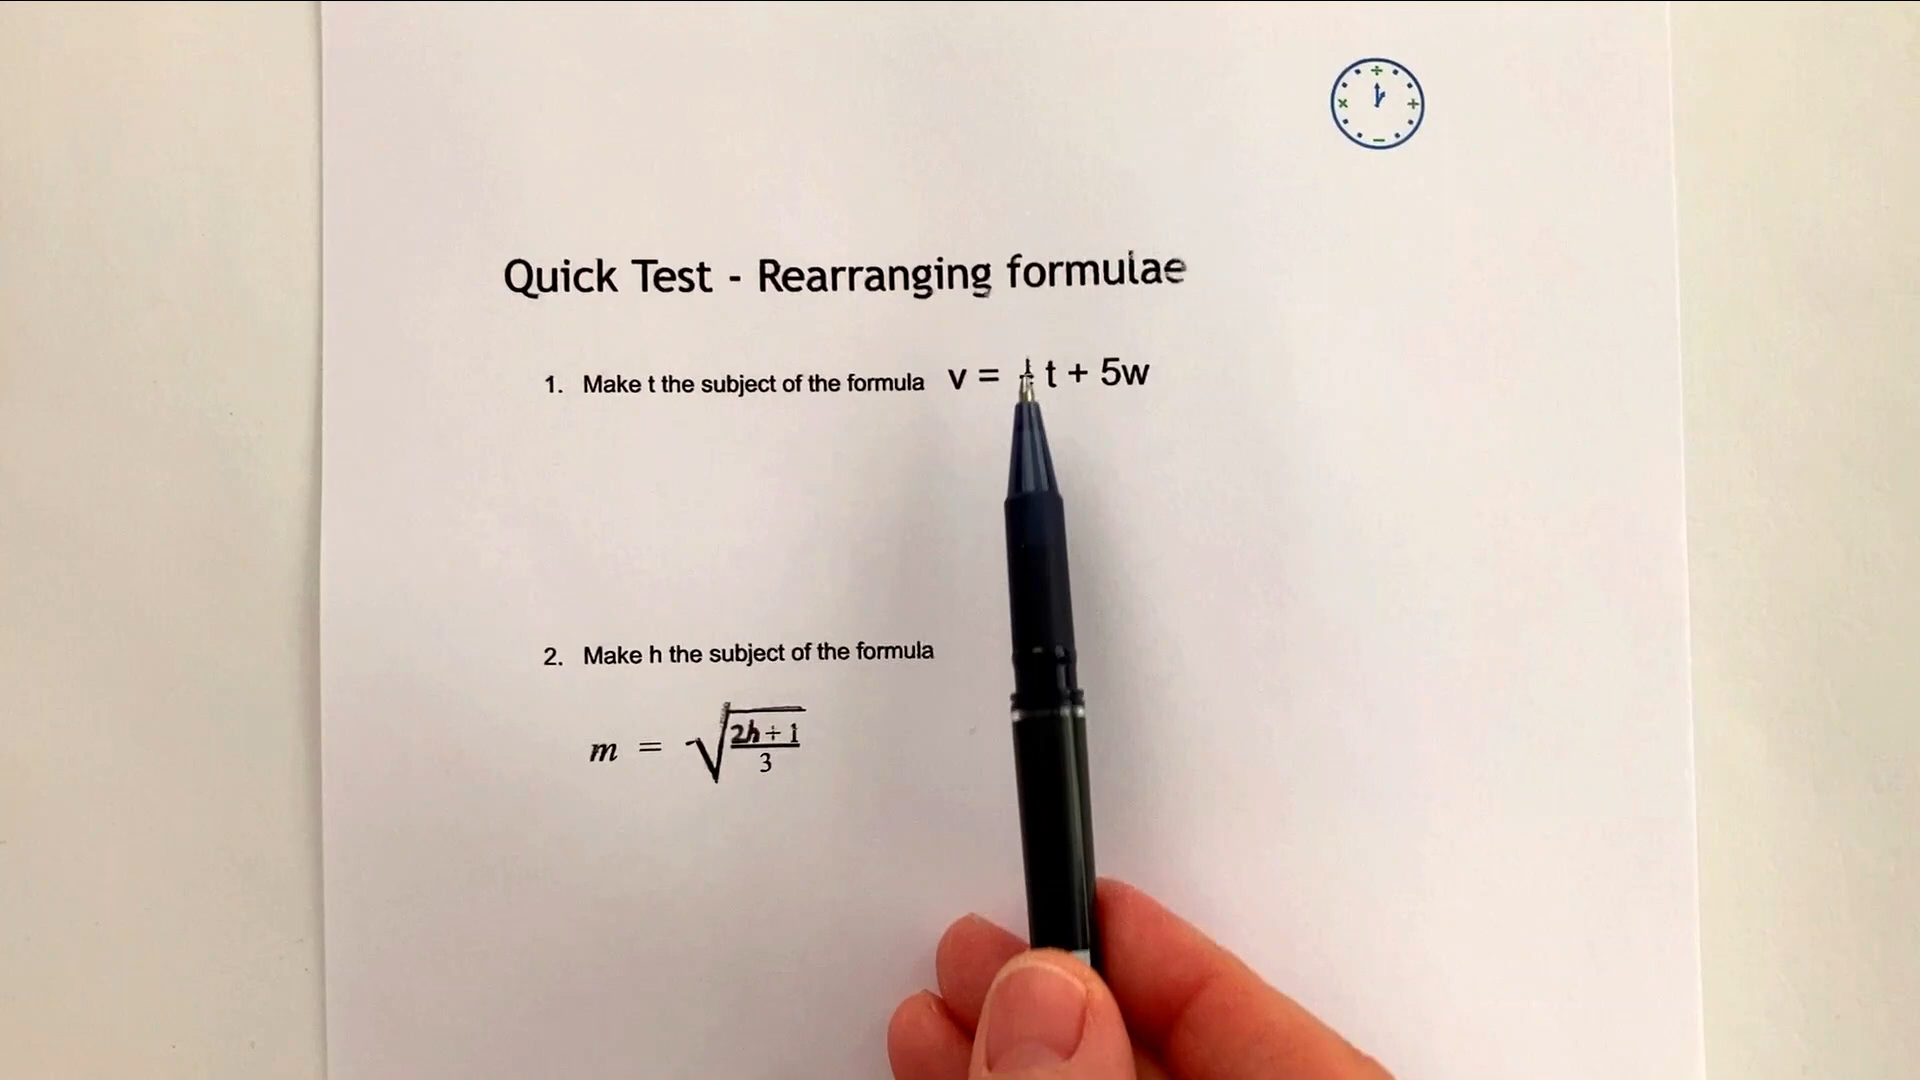 Quick Test - Rearranging formulae
1. Make t the subject of the formula v = t + 5w
2. Make h the subject of the formula
m = √(2h + 1 / 3)